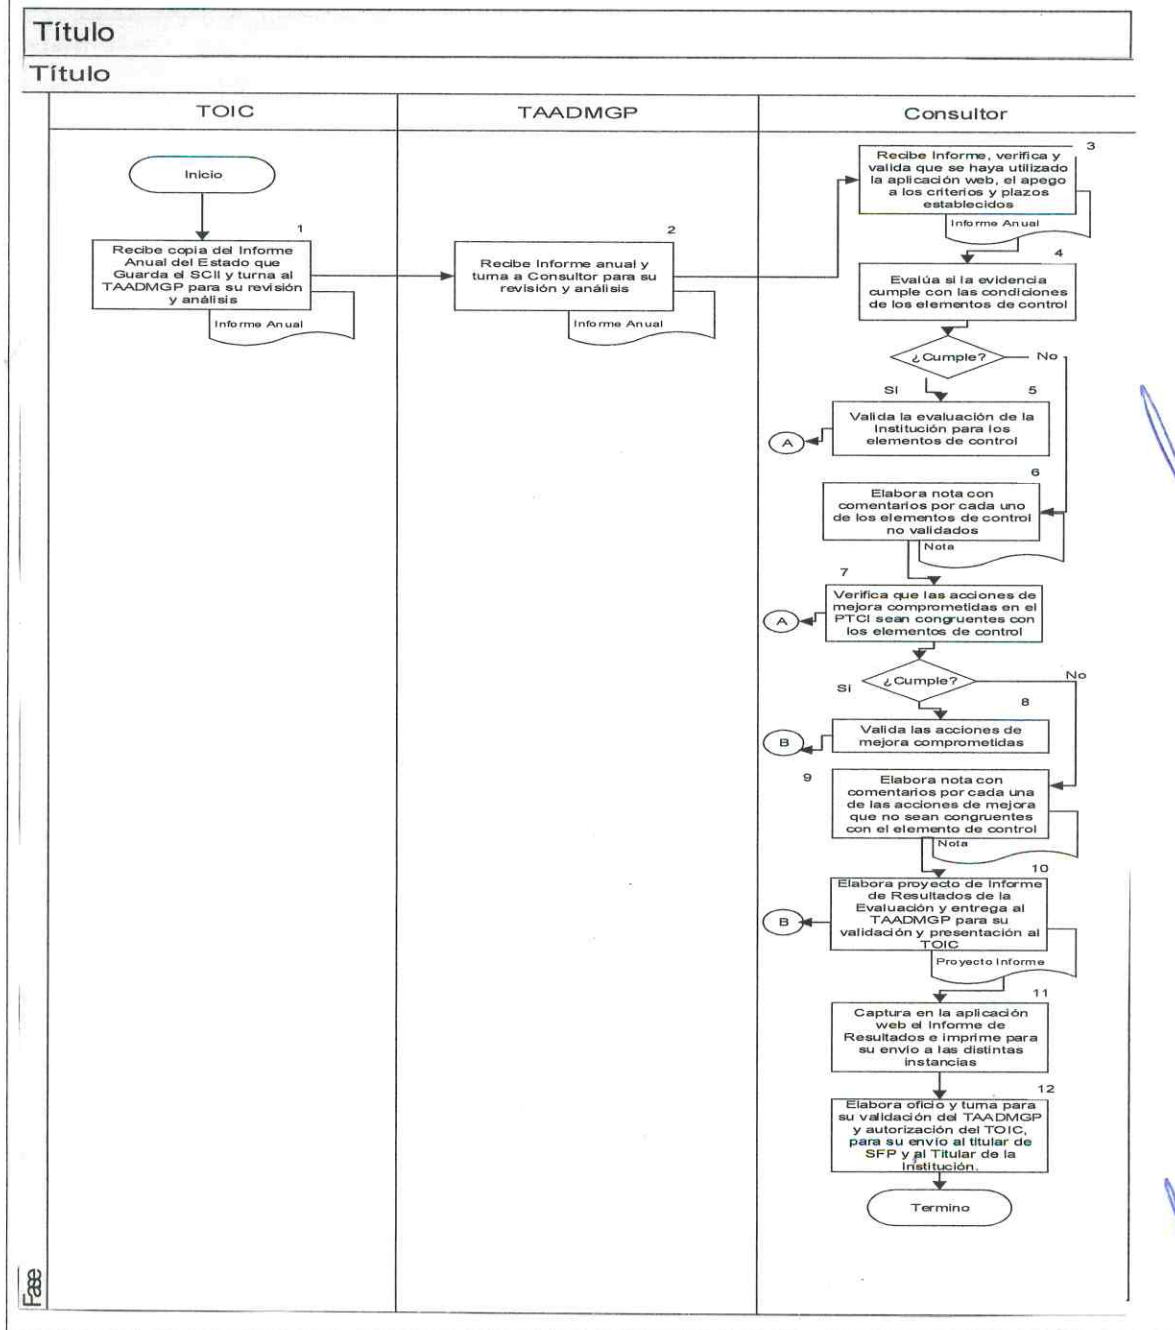 Título
Título
TOIC
TAADMGP
Consultor
Inicio
1
Recibe copia del Informe
Anual del Estado que
Guarda el SCII y turna al
TAADMGP para su revisión
y análisis
Informe Anual
2
Recibe Informe anual y
turna a Consultor para su
revisión y análisis
Informe Anual
3
Recibe Informe, verifica y
valida que se haya utilizado
la aplicación web, el apego
a los criterios y plazos
establecidos
Informe Anual
4
Evalúa si la evidencia
cumple con las condiciones
de los elementos de control
¿Cumple?
No
SI
5
Valida la evaluación de la
Institución para los
elementos de control
A
6
Elabora nota con
comentarios por cada uno
de los elementos de control
no validados
Nota
7
Verifica que las acciones de
mejora comprometidas en el
PTCI sean congruentes con
los elementos de control
A
¿Cumple?
No
Sí
8
Valida las acciones de
mejora comprometidas
B
9
Elabora nota con
comentarios por cada una
de las acciones de mejora
que no sean congruentes
con el elemento de control
Nota
10
Elabora proyecto de Informe
de Resultados de la
Evaluación y entrega al
TAADMGP para su
validación y presentación al
TOIC
B
Proyecto Informe
11
Captura en la aplicación
web el Informe de
Resultados e imprime para
su envío a las distintas
instancias
12
Elabora oficio y turna para
su validación del TAADMGP
y autorización del TOIC,
para su envío al titular de
SFP y al Titular de la
Institución.
Termino
Fase